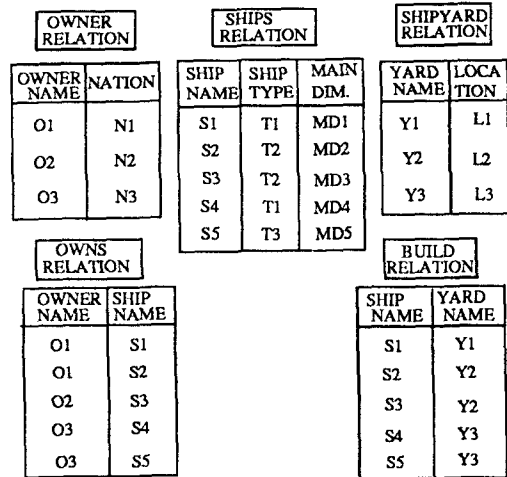 OWNER
RELATION
OWNER
NAME
NATION
O1 N1
O2 N2
O3 N3
SHIPS
RELATION
SHIP
NAME
SHIP
TYPE
MAIN
DIM.
S1 T1 MD1
S2 T2 MD2
S3 T2 MD3
S4 T1 MD4
S5 T3 MD5
SHIPYARD
RELATION
YARD
NAME
LOCA
TION
Y1 L1
Y2 L2
Y3 L3
OWNS
RELATION
OWNER
NAME
SHIP
NAME
O1 S1
O1 S2
O2 S3
O3 S4
O3 S5
BUILD
RELATION
SHIP
NAME
YARD
NAME
S1 Y1
S2 Y2
S3 Y2
S4 Y3
S5 Y3